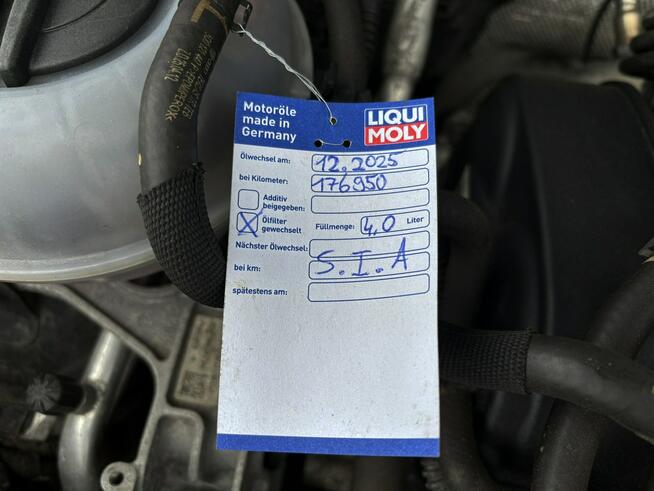 Motoröle
made in
Germany
LIQUI
MOLY
Ölwechsel am: 12.2025
bei Kilometer: 176950
Additiv
beigegeben:
Ölfilter
gewechselt
Füllmenge: 4,0 Liter
Nächster Ölwechsel:
bei km: S.I.A
spätestens am: